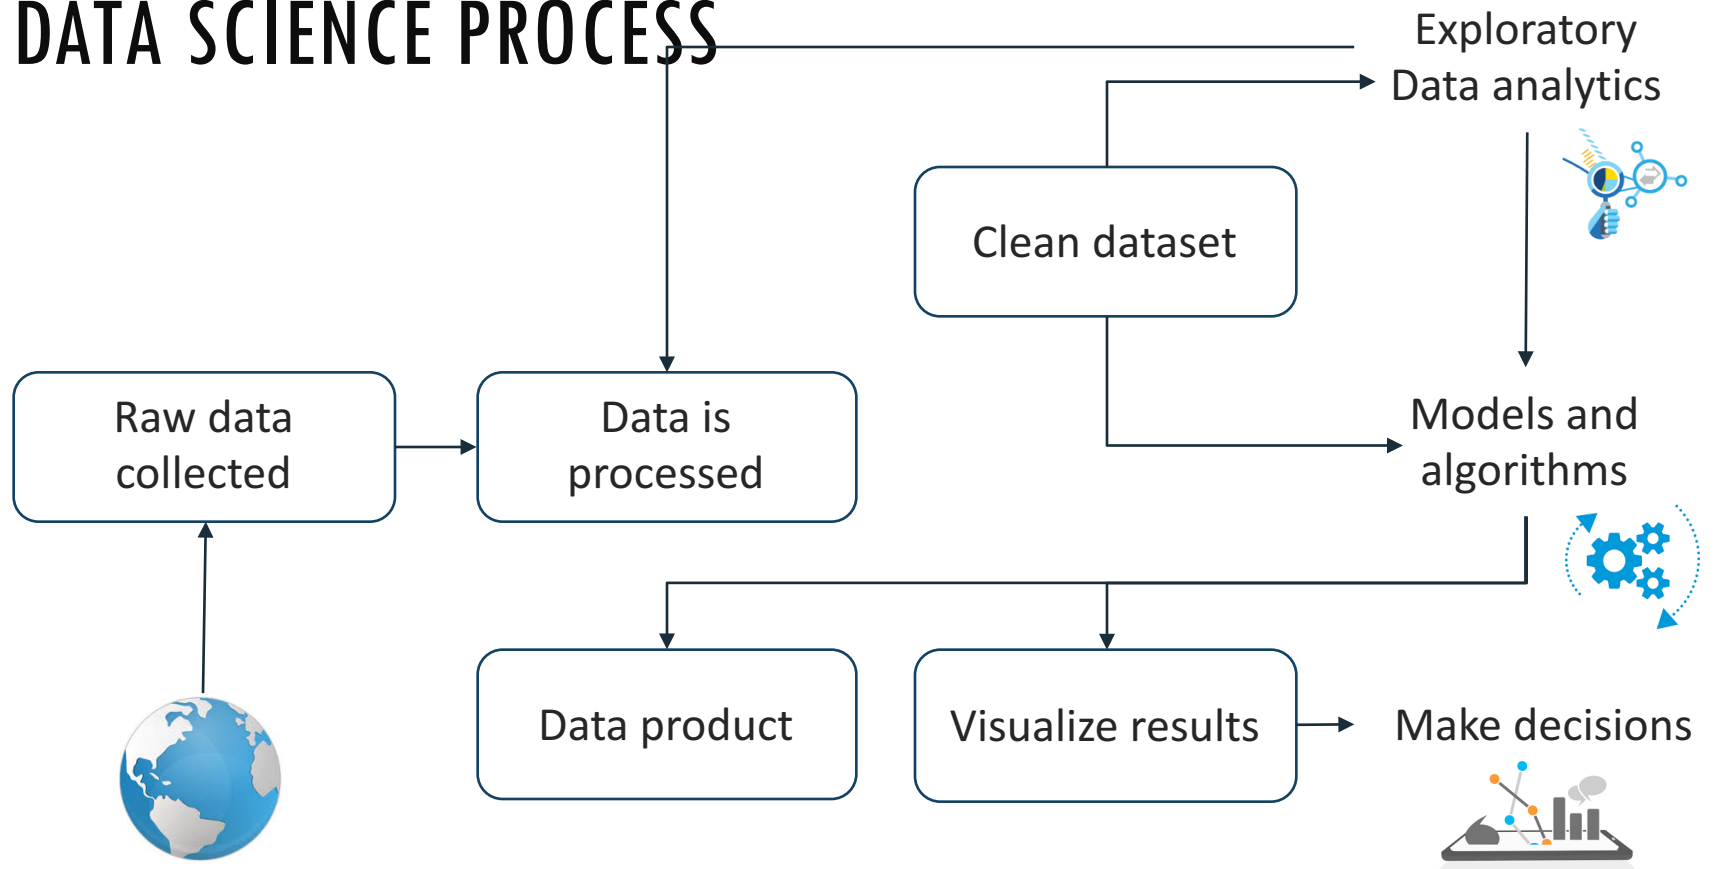 DATA SCIENCE PROCESS
Exploratory
Data analytics
Clean dataset
Raw data
collected
Data is
processed
Models and
algorithms
Data product
Visualize results
Make decisions